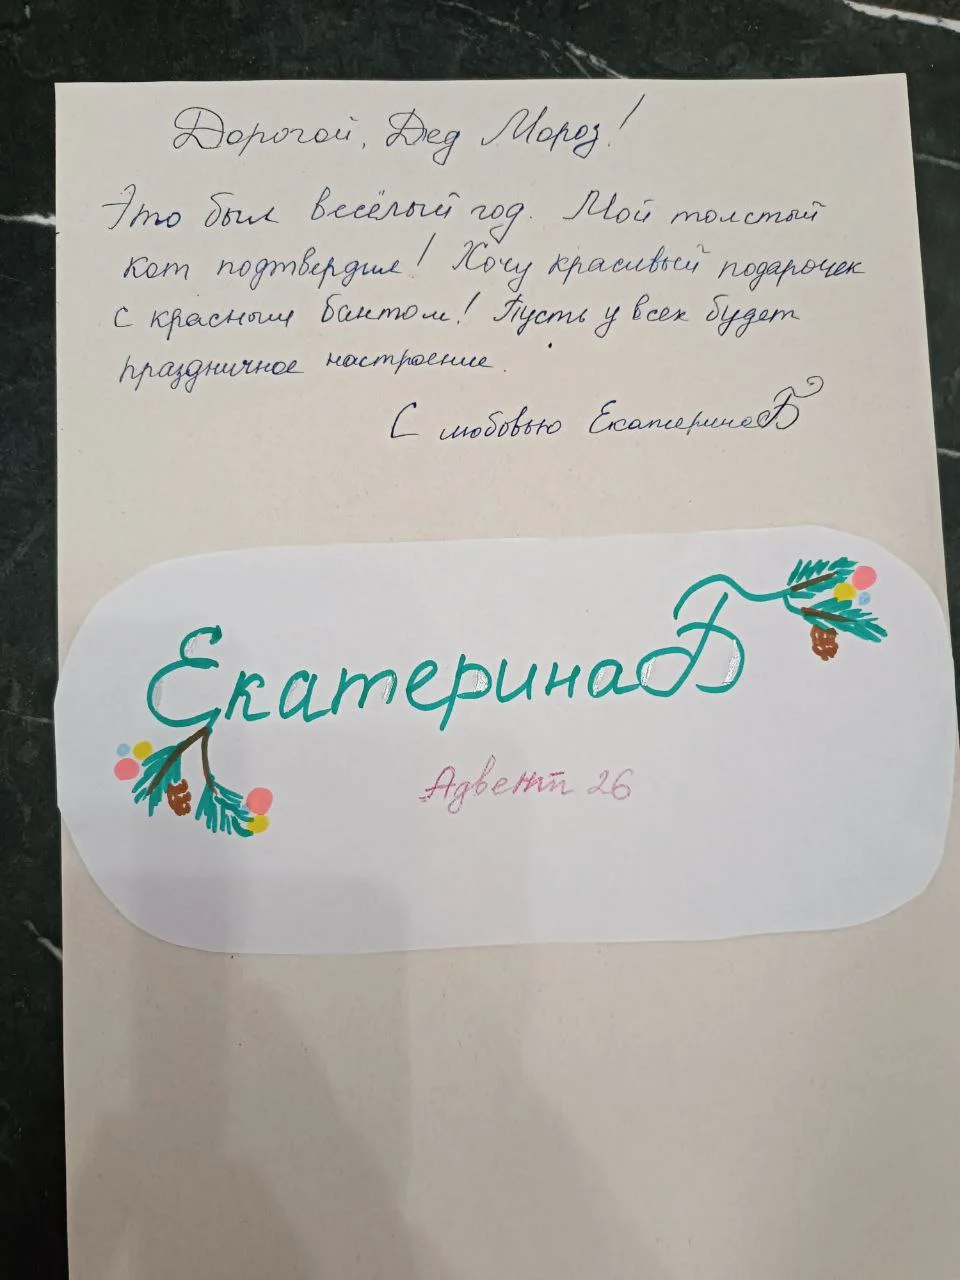 Дорогой, Дед Мороз!
Это был весёлый год. Мой толстый
кот подтвердил! Хочу красивый подарочек
с красным бантом! Пусть у всех будет
праздничное настроение.
С любовью ЕкатеринаБ
ЕкатеринаБ
Адвент 26